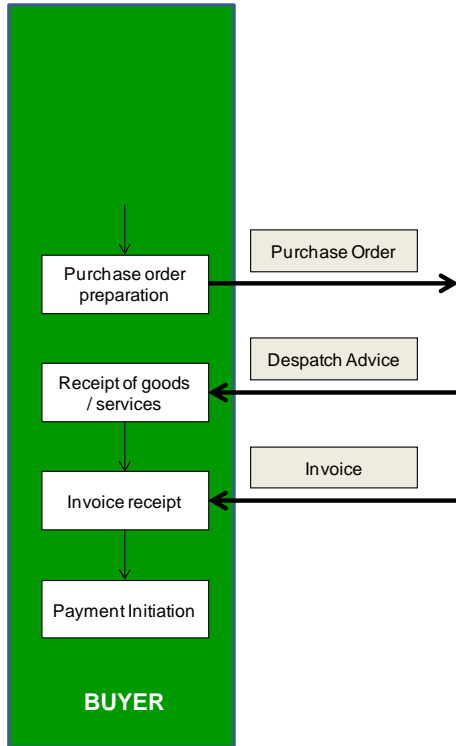 Purchase Order
Purchase order
preparation
Despatch Advice
Receipt of goods
/ services
Invoice
Invoice receipt
Payment Initiation
BUYER